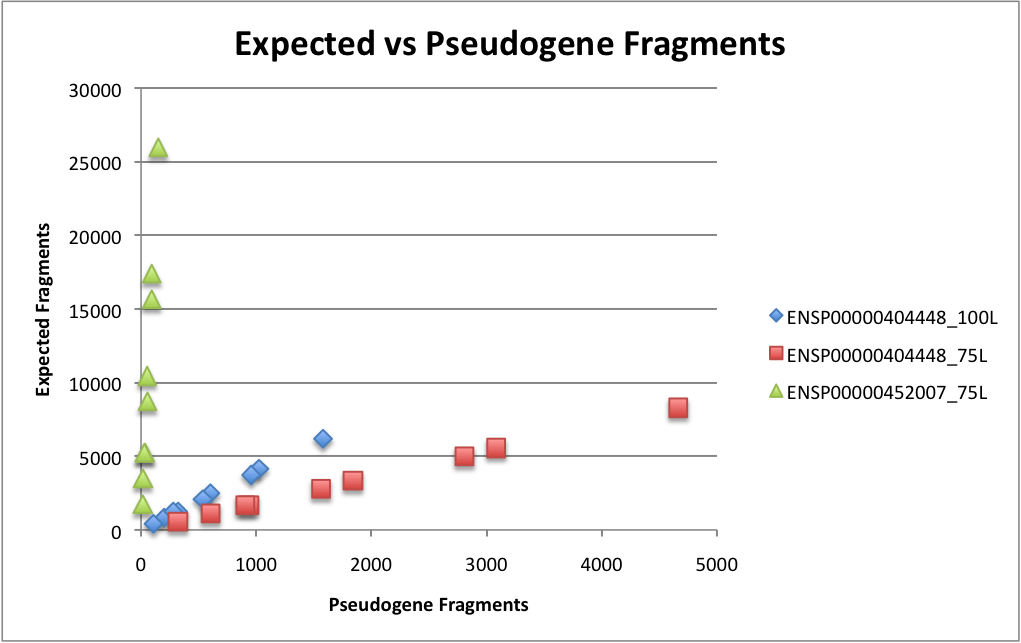 Expected vs Pseudogene Fragments
30000
25000
20000
15000
10000
5000
0
Expected Fragments
0 1000 2000 3000 4000 5000
Pseudogene Fragments
ENSP00000404448_100L
ENSP00000404448_75L
ENSP00000452007_75L